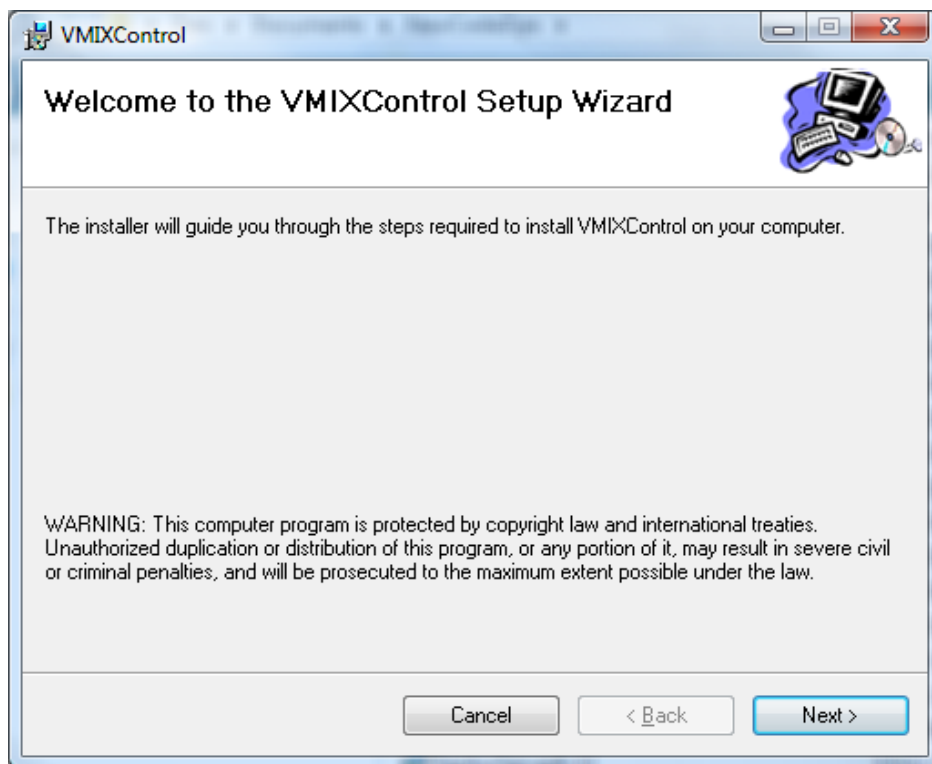 VMIXControl
Welcome to the VMIXControl Setup Wizard
The installer will guide you through the steps required to install VMIXControl on your computer.
WARNING: This computer program is protected by copyright law and international treaties.
Unauthorized duplication or distribution of this program, or any portion of it, may result in severe civil
or criminal penalties, and will be prosecuted to the maximum extent possible under the law.
Cancel
< Back
Next >